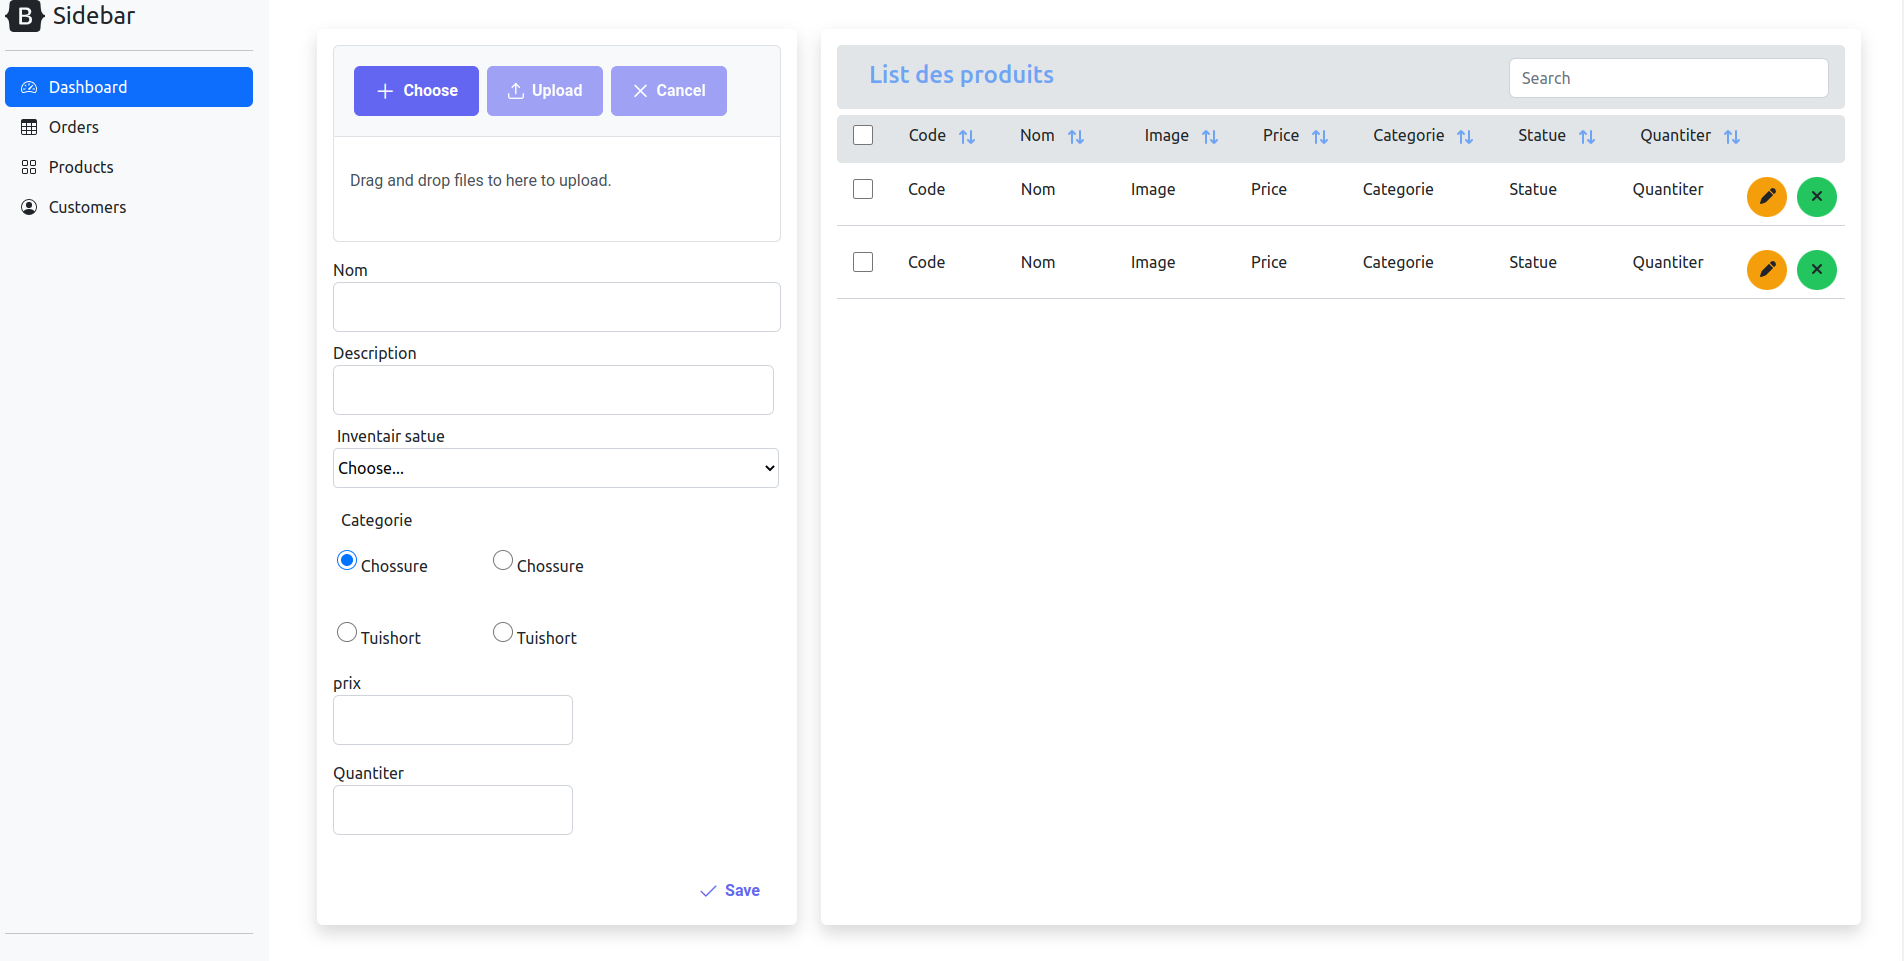 B Sidebar
Dashboard
Orders
Products
Customers
Choose Upload Cancel
Drag and drop files to here to upload.
Nom
Description
Inventair satue
Choose...
Categorie
Chossure Chossure
Tuishort Tuishort
prix
Quantiter
Save
List des produits Search
Code Nom Image Price Categorie Statue Quantiter
Code Nom Image Price Categorie Statue Quantiter
Code Nom Image Price Categorie Statue Quantiter